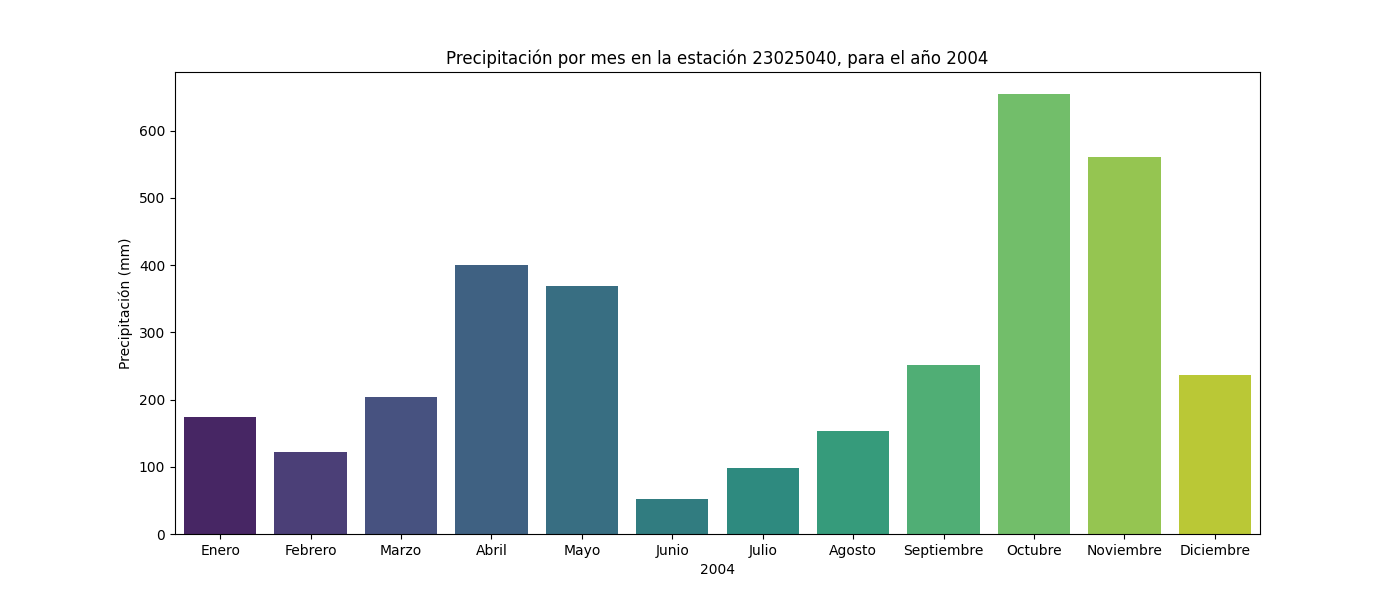 Precipitación por mes en la estación 23025040, para el año 2004
Precipitación (mm)
600
500
400
300
200
100
0
Enero Febrero Marzo Abril Mayo Junio Julio Agosto Septiembre Octubre Noviembre Diciembre
2004